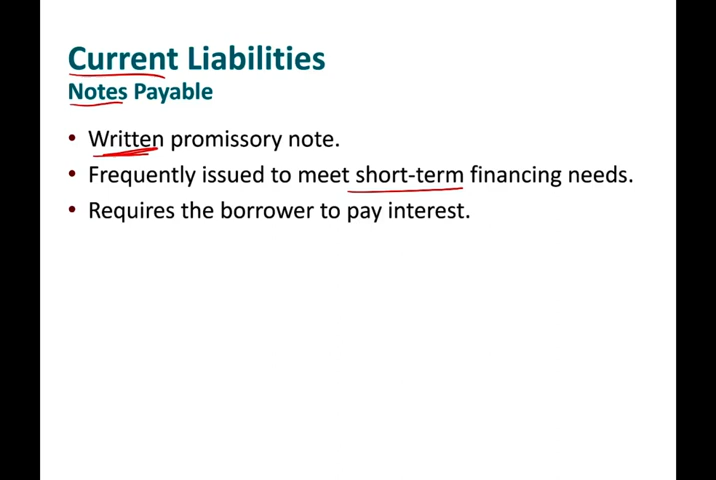 Current Liabilities
Notes Payable
• Written promissory note.
• Frequently issued to meet short-term financing needs.
• Requires the borrower to pay interest.